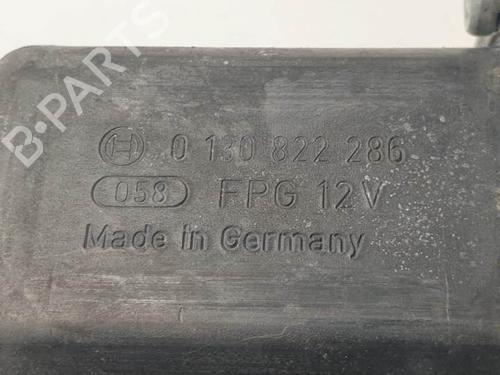 B-PARTS
0 130 822 286
058 FPG 12V
Made in Germany